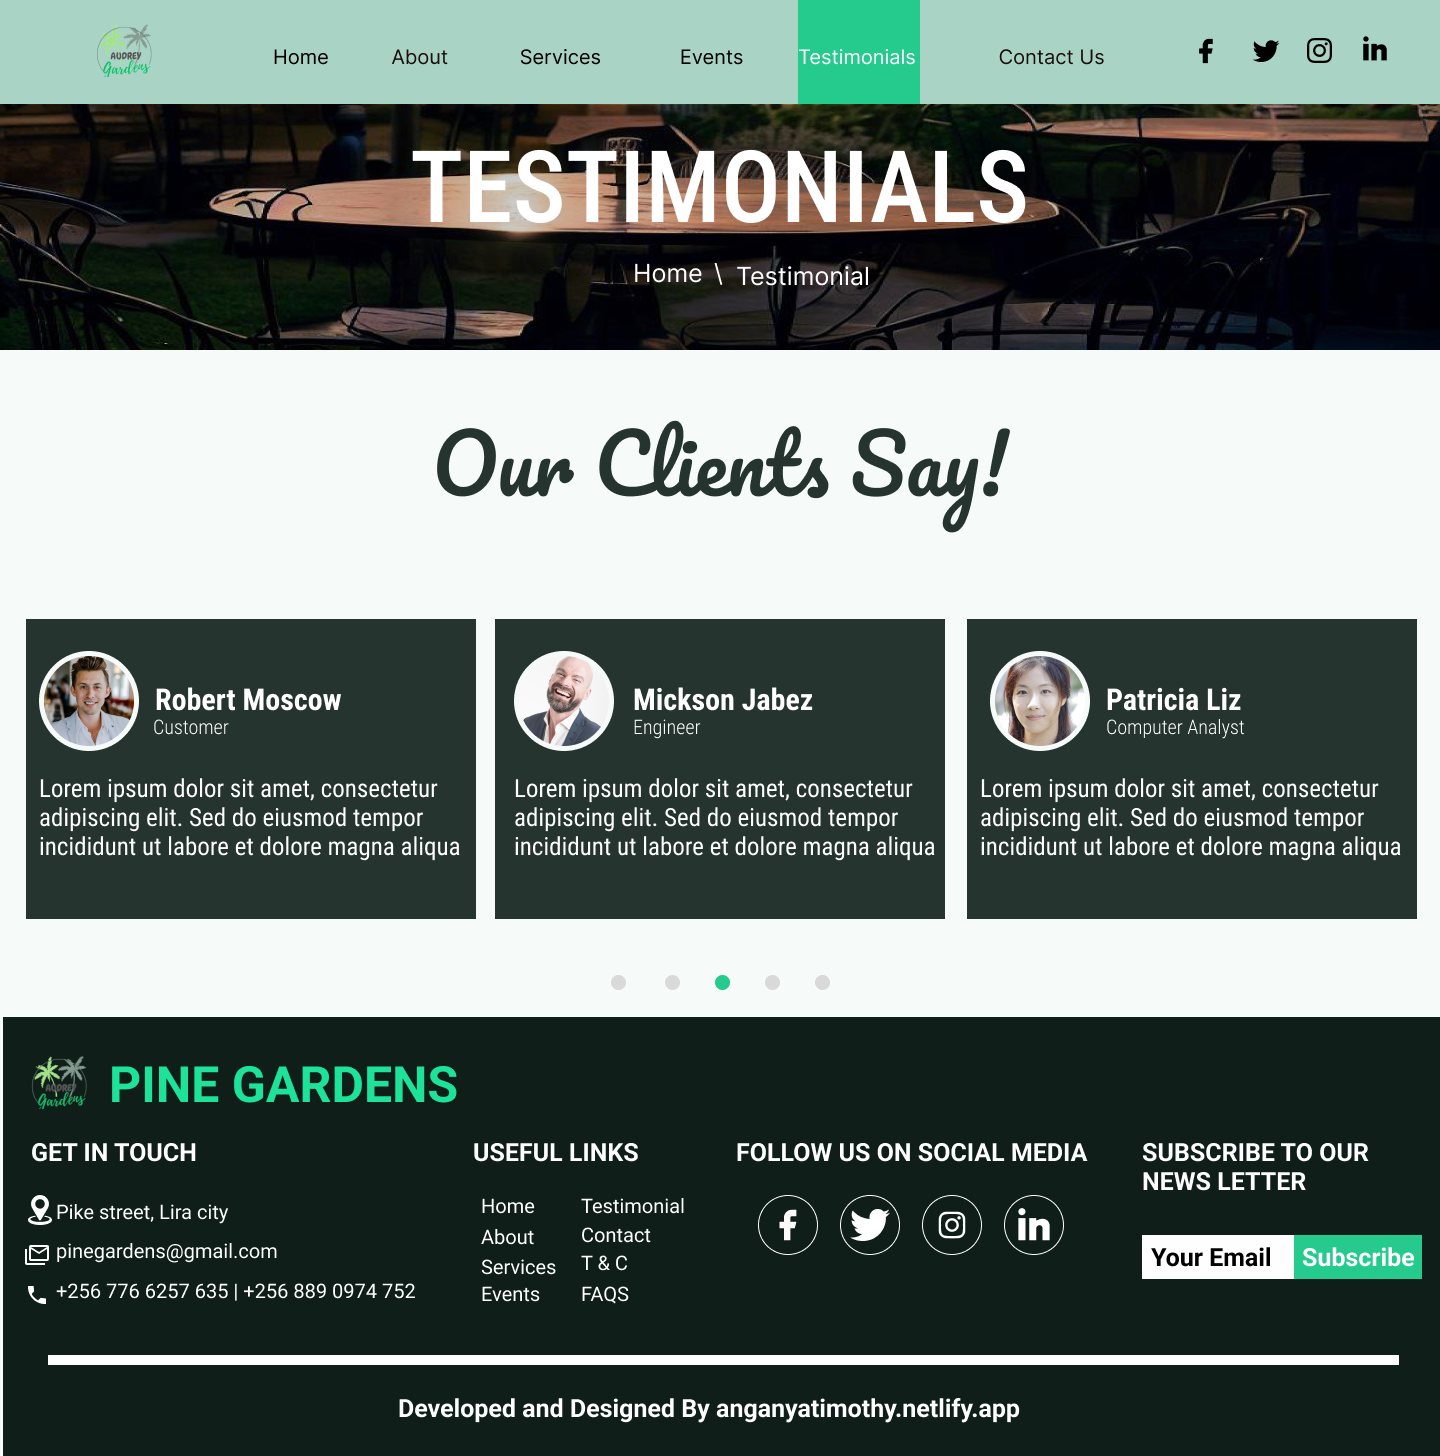 AUDREY
Gardens
Home
About
Services
Events
Testimonials
Contact Us
TESTIMONIALS
Home \ Testimonial
Our Clients Say!
Robert Moscow
Customer
Lorem ipsum dolor sit amet, consectetur
adipiscing elit. Sed do eiusmod tempor
incididunt ut labore et dolore magna aliqua
Mickson Jabez
Engineer
Lorem ipsum dolor sit amet, consectetur
adipiscing elit. Sed do eiusmod tempor
incididunt ut labore et dolore magna aliqua
Patricia Liz
Computer Analyst
Lorem ipsum dolor sit amet, consectetur
adipiscing elit. Sed do eiusmod tempor
incididunt ut labore et dolore magna aliqua
AUDREY
Gardens
PINE GARDENS
GET IN TOUCH
Pike street, Lira city
pinegardens@gmail.com
+256 776 6257 635 | +256 889 0974 752
USEFUL LINKS
Home
About
Services
Events
Testimonial
Contact
T & C
FAQS
FOLLOW US ON SOCIAL MEDIA
SUBSCRIBE TO OUR
NEWS LETTER
Your Email
Subscribe
Developed and Designed By anganyatimothy.netlify.app